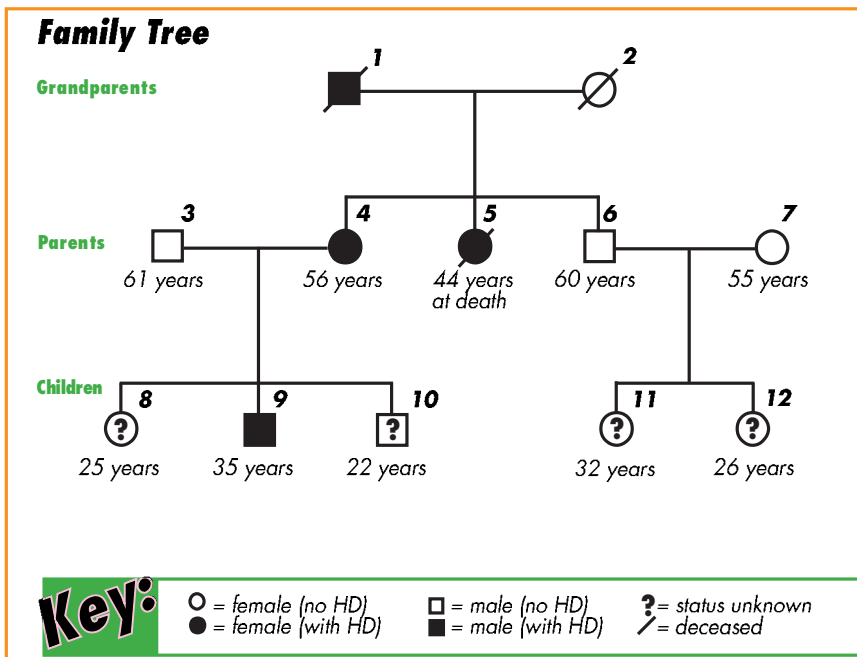 Family Tree
1 2
Grandparents
3 4 5 6 7
Parents
61 years 56 years 44 years 60 years 55 years
at death
Children
8 9 10 11 12
? ? ? ?
25 years 35 years 22 years 32 years 26 years
Key:
= female (no HD) = male (no HD) ? = status unknown
= female (with HD) = male (with HD) = deceased